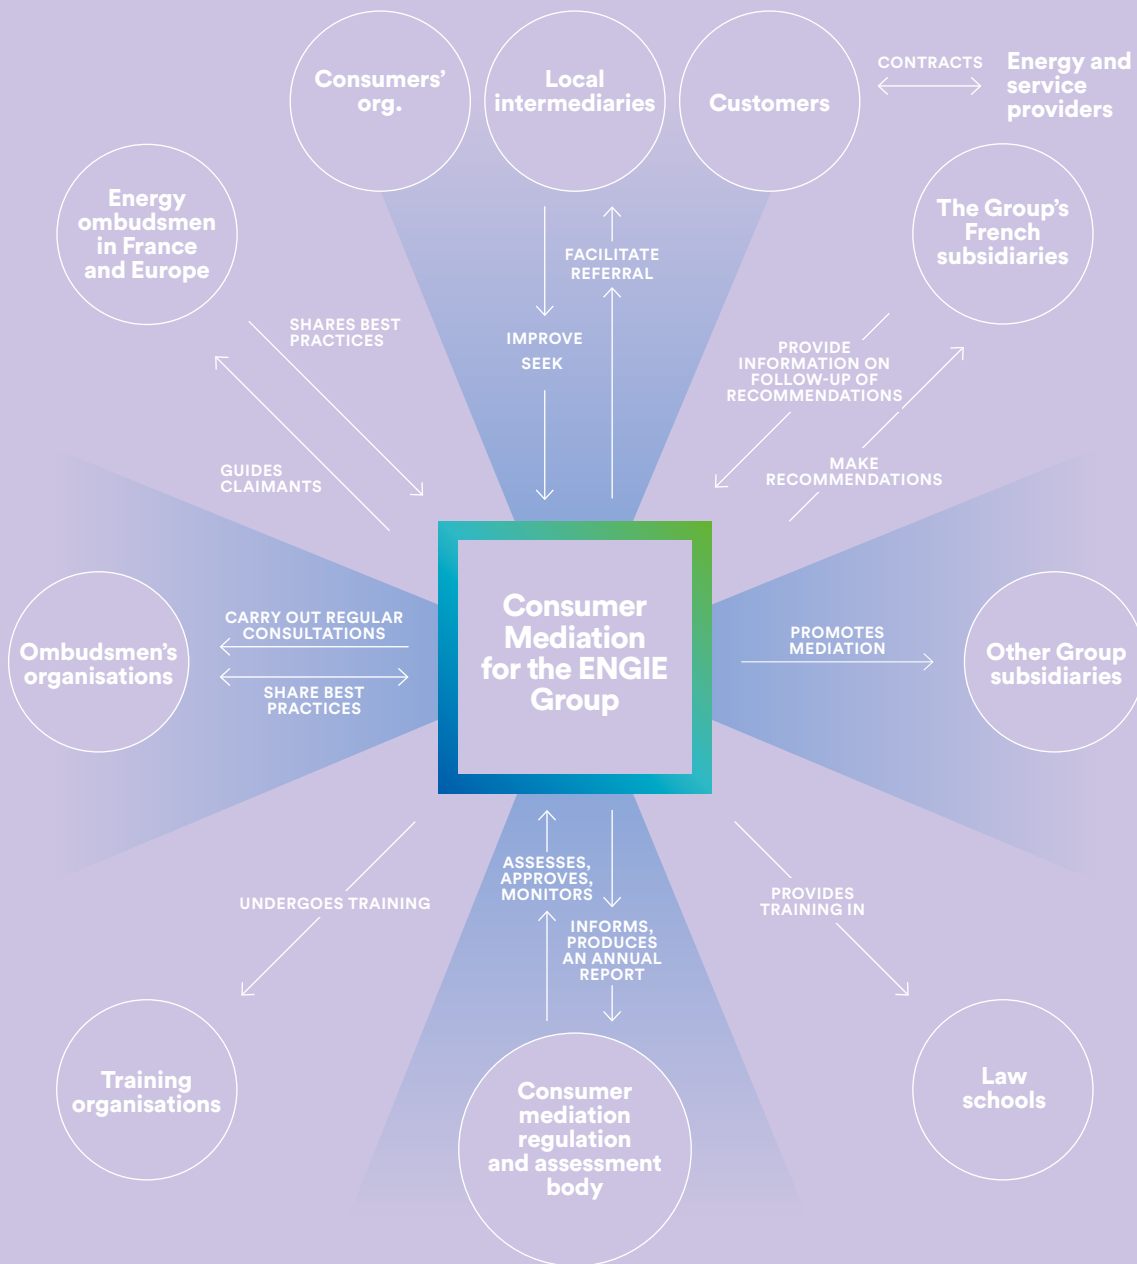 Consumers'
org.
Local
intermediaries
Customers
CONTRACTS
Energy and
service
providers
Energy
ombudsmen
in France
and Europe
The Group's
French
subsidiaries
FACILITATE
REFERRAL
IMPROVE
SEEK
SHARES BEST
PRACTICES
GUIDES
CLAIMANTS
PROVIDE
INFORMATION ON
FOLLOW-UP OF
RECOMMENDATIONS
MAKE
RECOMMENDATIONS
Ombudsmen's
organisations
CARRY OUT REGULAR
CONSULTATIONS
SHARE BEST
PRACTICES
Consumer
Mediation
for the ENGIE
Group
PROMOTES
MEDIATION
Other Group
subsidiaries
UNDERGOES TRAINING
ASSESSES,
APPROVES,
MONITORS
INFORMS,
PRODUCES
AN ANNUAL
REPORT
PROVIDES
TRAINING IN
Training
organisations
Consumer
mediation
regulation
and assessment
body
Law
schools